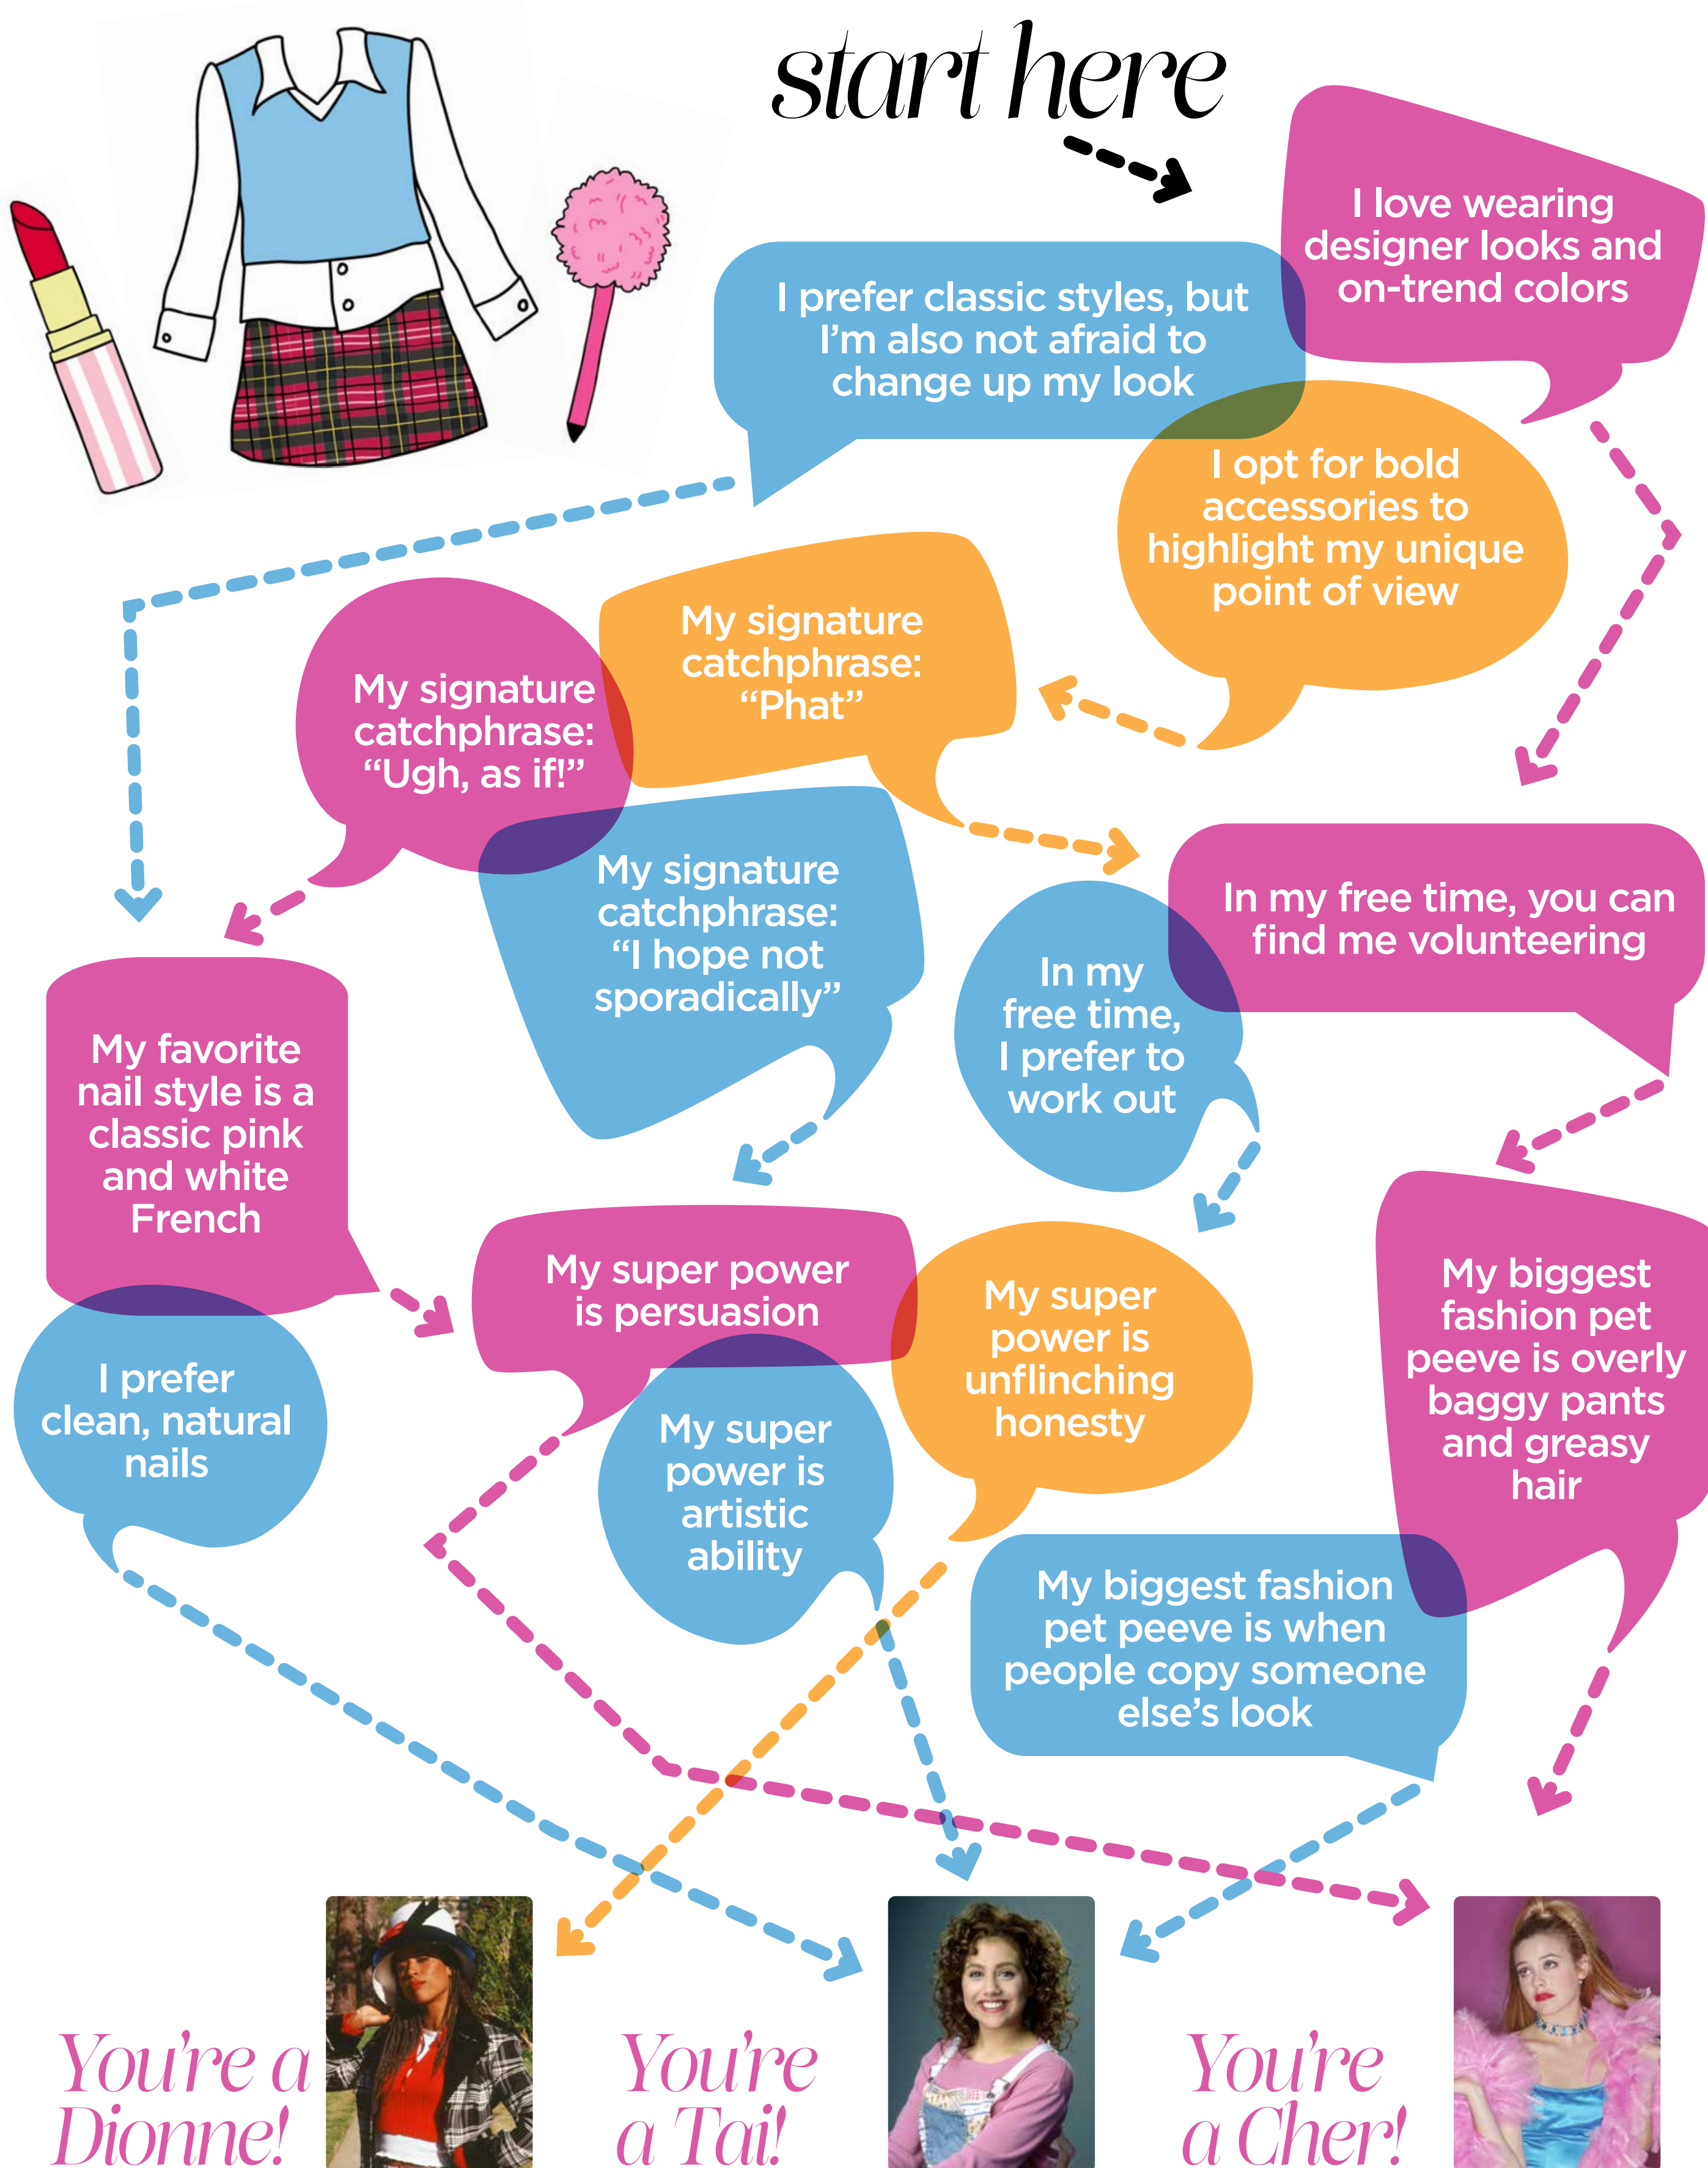 start here
I love wearing
designer looks and
on-trend colors
I prefer classic styles, but
I’m also not afraid to
change up my look
I opt for bold
accessories to
highlight my unique
point of view
My signature
catchphrase:
“Phat”
My signature
catchphrase:
“Ugh, as if!”
My signature
catchphrase:
“I hope not
sporadically”
In my free time, you can
find me volunteering
In my
free time,
I prefer to
work out
My favorite
nail style is a
classic pink
and white
French
I prefer
clean, natural
nails
My super power
is persuasion
My super
power is
unflinching
honesty
My super
power is
artistic
ability
My biggest
fashion pet
peeve is overly
baggy pants
and greasy
hair
My biggest fashion
pet peeve is when
people copy someone
else’s look
You’re a
Dionne!
You’re
a Tai!
You’re
a Cher!